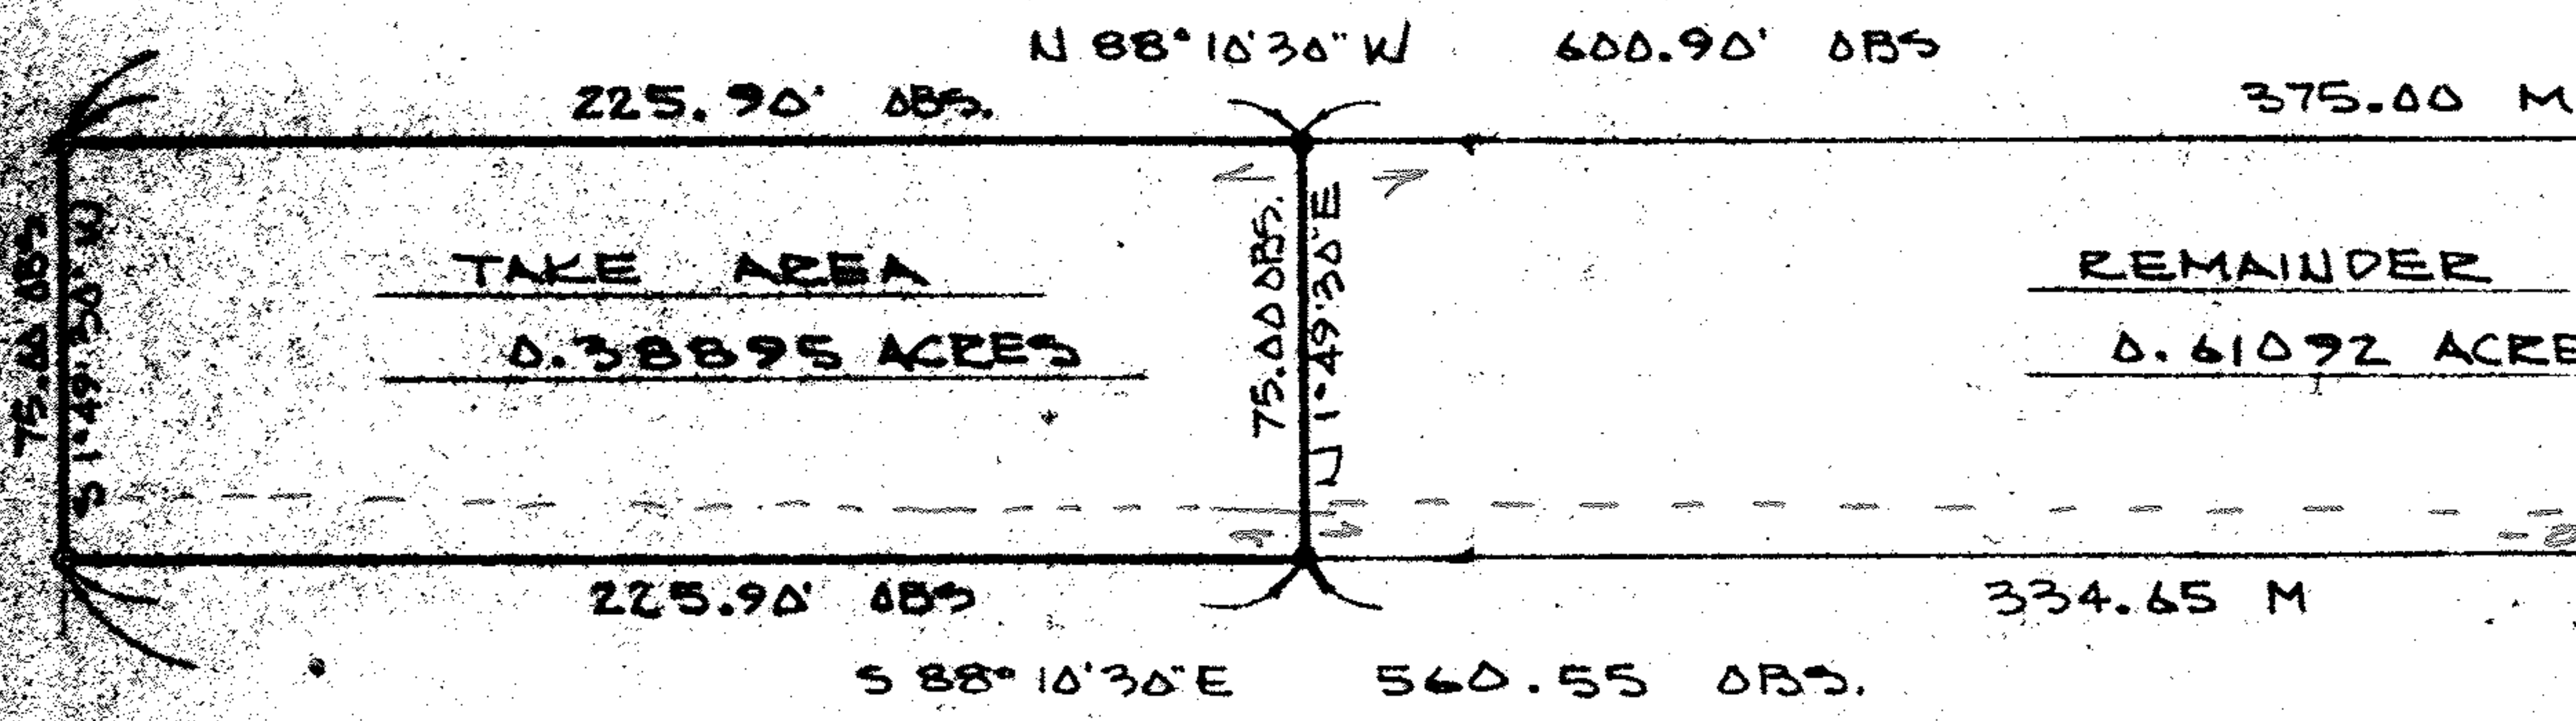 N 88°10'30" W 600.90' OBS
225.90' OBS.
375.00 M
75.00 OBS
S 1°49'30" W
TAKE AREA
0.38895 ACRES
75.00 OBS.
N 1°49'30" E
REMAINDER
0.61092 ACRE
225.90' OBS
334.65 M
S 88°10'30" E 560.55 OBS.